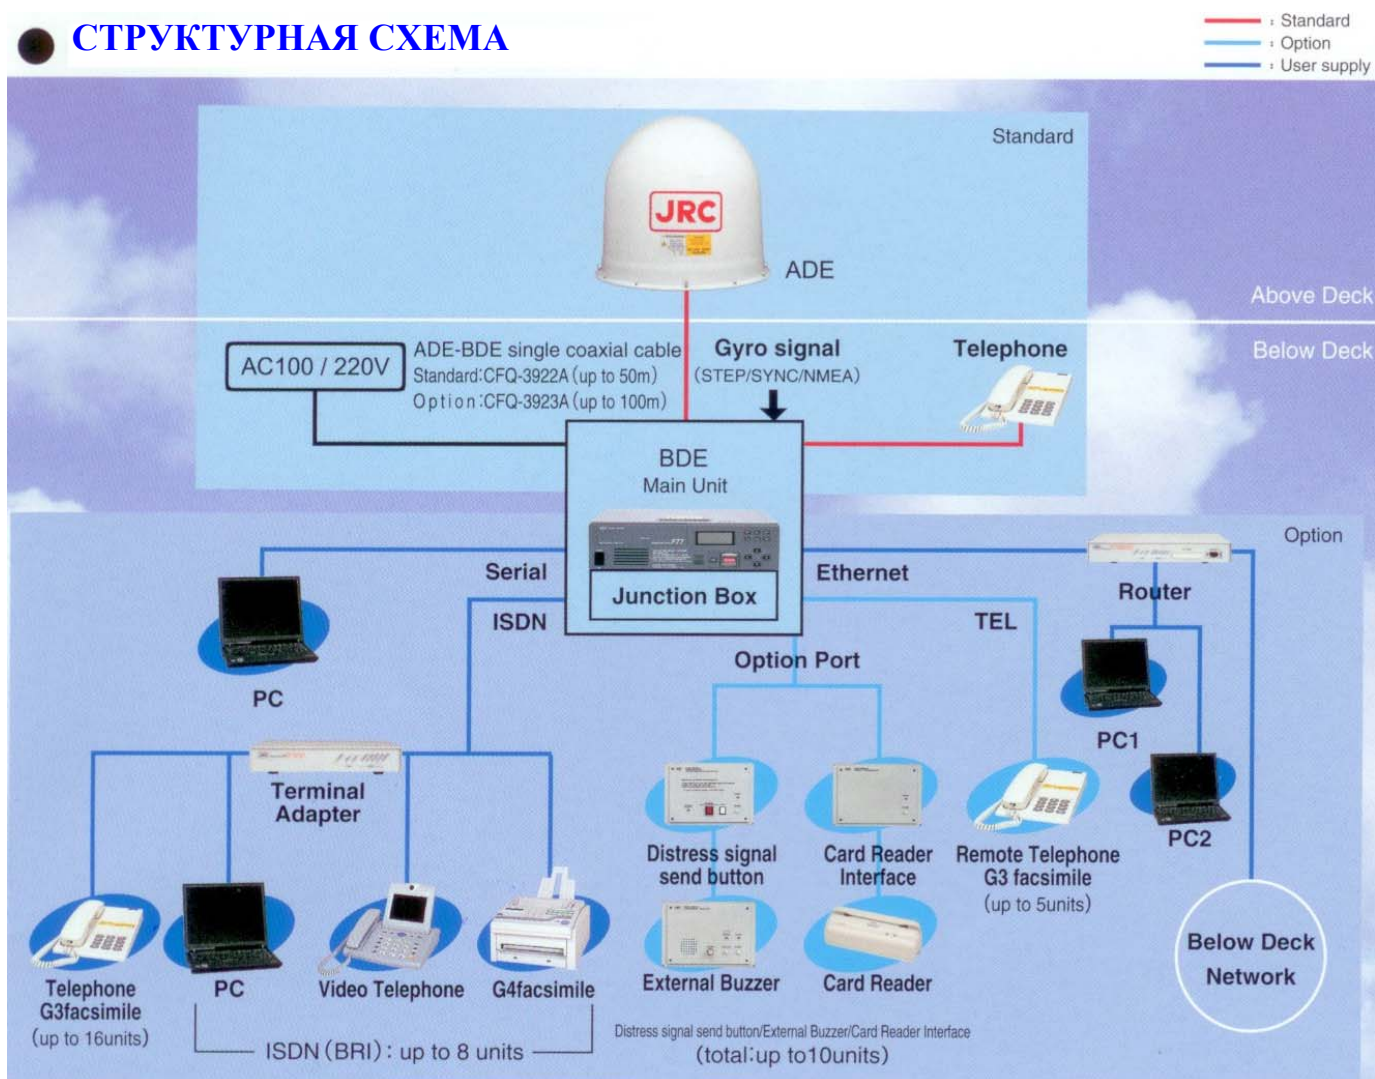 СТРУКТУРНАЯ СХЕМА
: Standard
: Option
: User supply
Standard
JRC
ADE
Above Deck
Below Deck
AC100 / 220V
ADE-BDE single coaxial cable
Standard:CFQ-3922A (up to 50m)
Option:CFQ-3923A (up to 100m)
Gyro signal
(STEP/SYNC/NMEA)
Telephone
BDE
Main Unit
Junction Box
Option
Serial
ISDN
Ethernet
TEL
Router
Option Port
PC
PC1
PC2
Terminal
Adapter
Distress signal
send button
Card Reader
Interface
Remote Telephone
G3 facsimile
(up to 5units)
Below Deck
Network
Telephone
G3facsimile
(up to 16units)
PC
Video Telephone
G4facsimile
External Buzzer
Card Reader
ISDN (BRI) : up to 8 units
Distress signal send button/External Buzzer/Card Reader Interface
(total:up to10units)